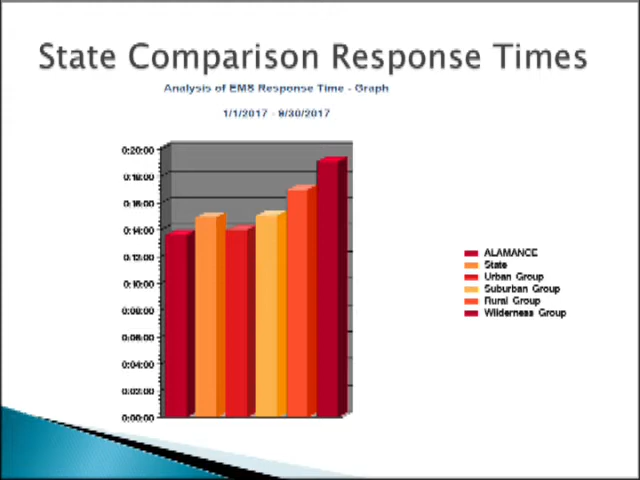 State Comparison Response Times
Analysis of EMS Response Time - Graph
1/1/2017 - 9/30/2017
0:20:00
0:18:00
0:16:00
0:14:00
0:12:00
0:10:00
0:08:00
0:06:00
0:04:00
0:02:00
0:00:00
ALAMANCE
State
Urban Group
Suburban Group
Rural Group
Wilderness Group